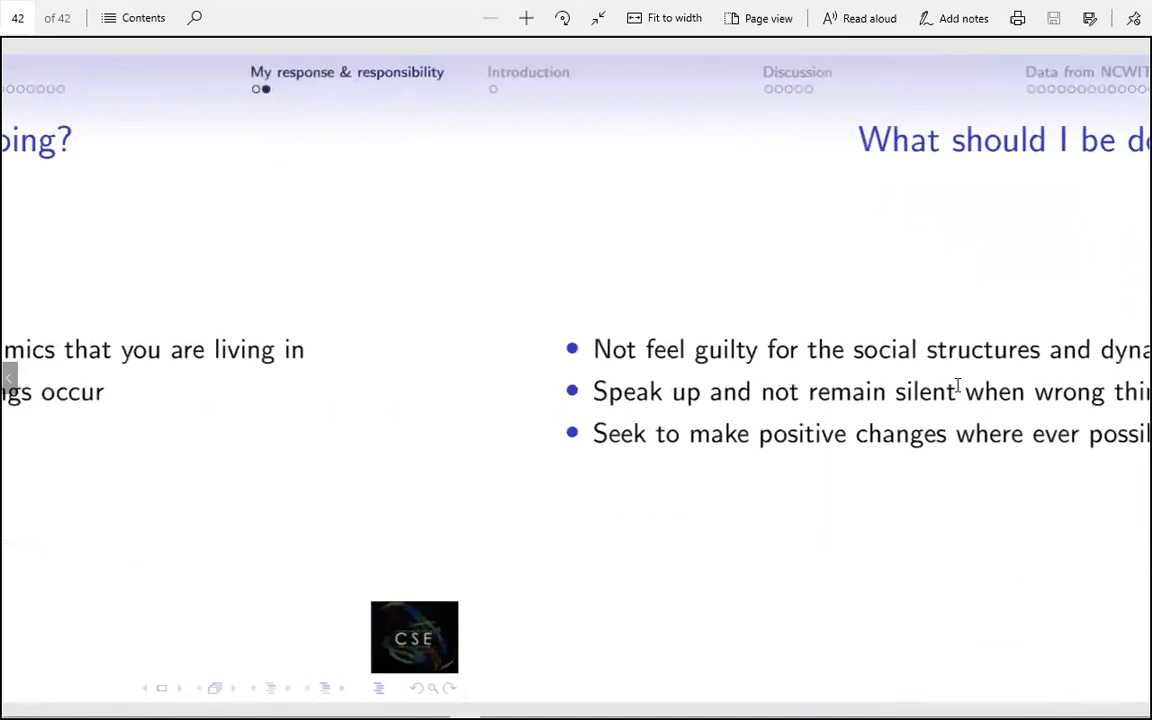 42 of 42 Contents Fit to width Page view Read aloud Add notes
My response & responsibility Introduction Discussion Data from NCWIT
oing? What should I be d
mics that you are living in
ngs occur
• Not feel guilty for the social structures and dyna
• Speak up and not remain silent when wrong thin
• Seek to make positive changes where ever possi
CSE